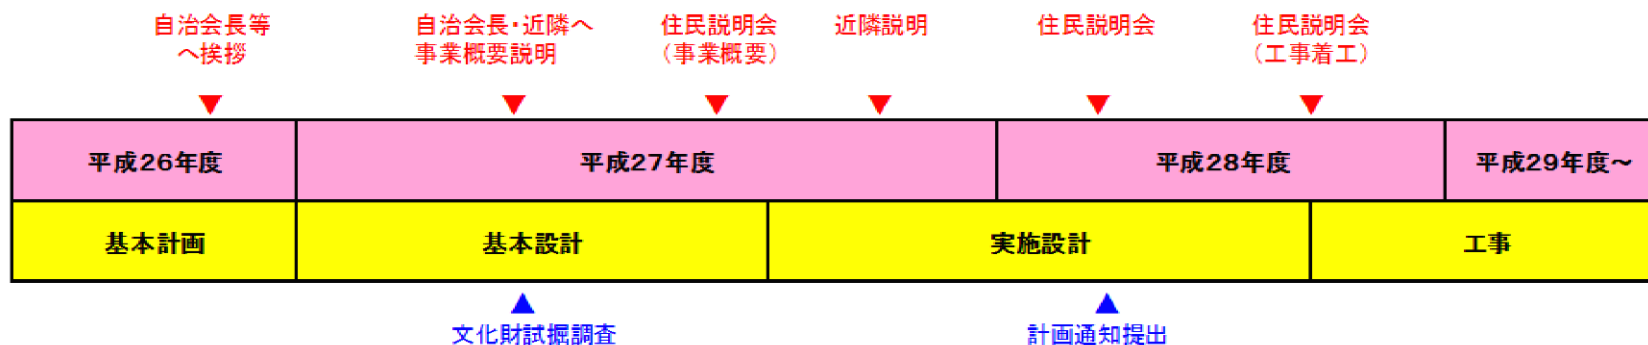 自治会長等
へ挨拶
自治会長・近隣へ
事業概要説明
住民説明会
（事業概要）
近隣説明
住民説明会
住民説明会
（工事着工）
平成26年度
平成27年度
平成28年度
平成29年度～
基本計画
基本設計
実施設計
工事
文化財試掘調査
計画通知提出